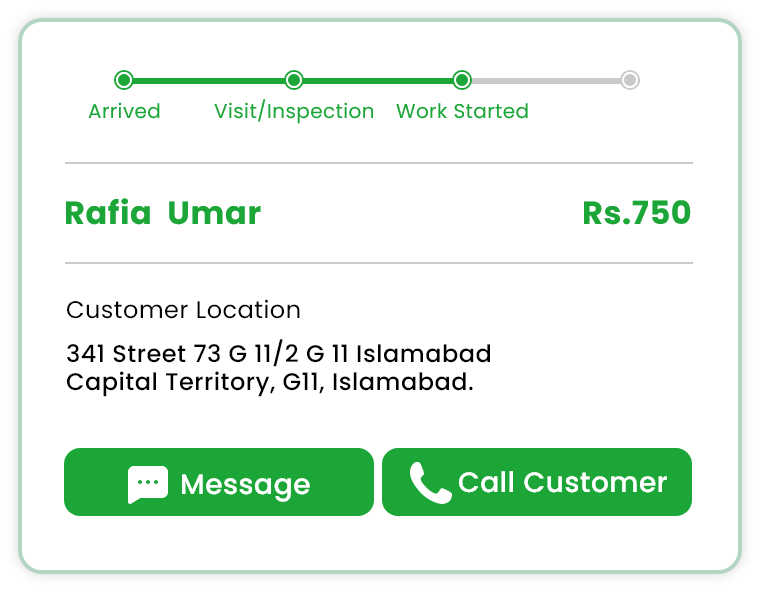 Arrived Visit/Inspection Work Started
Rafia Umar Rs.750
Customer Location
341 Street 73 G 11/2 G 11 Islamabad
Capital Territory, G11, Islamabad.
Message Call Customer